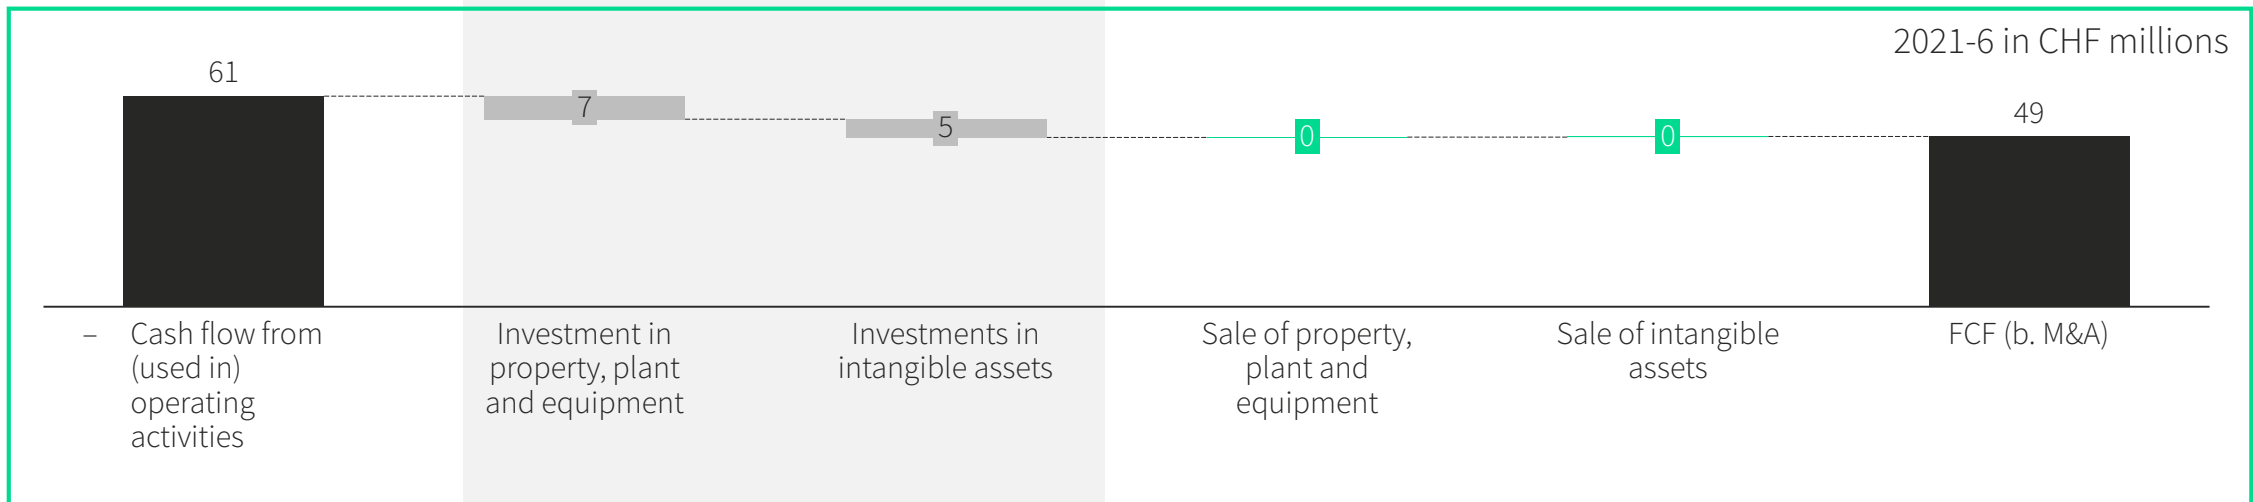 2021-6 in CHF millions
61
7
5
0
0
49
– Cash flow from
(used in)
operating
activities
Investment in
property, plant
and equipment
Investments in
intangible assets
Sale of property,
plant and
equipment
Sale of intangible
assets
FCF (b. M&A)